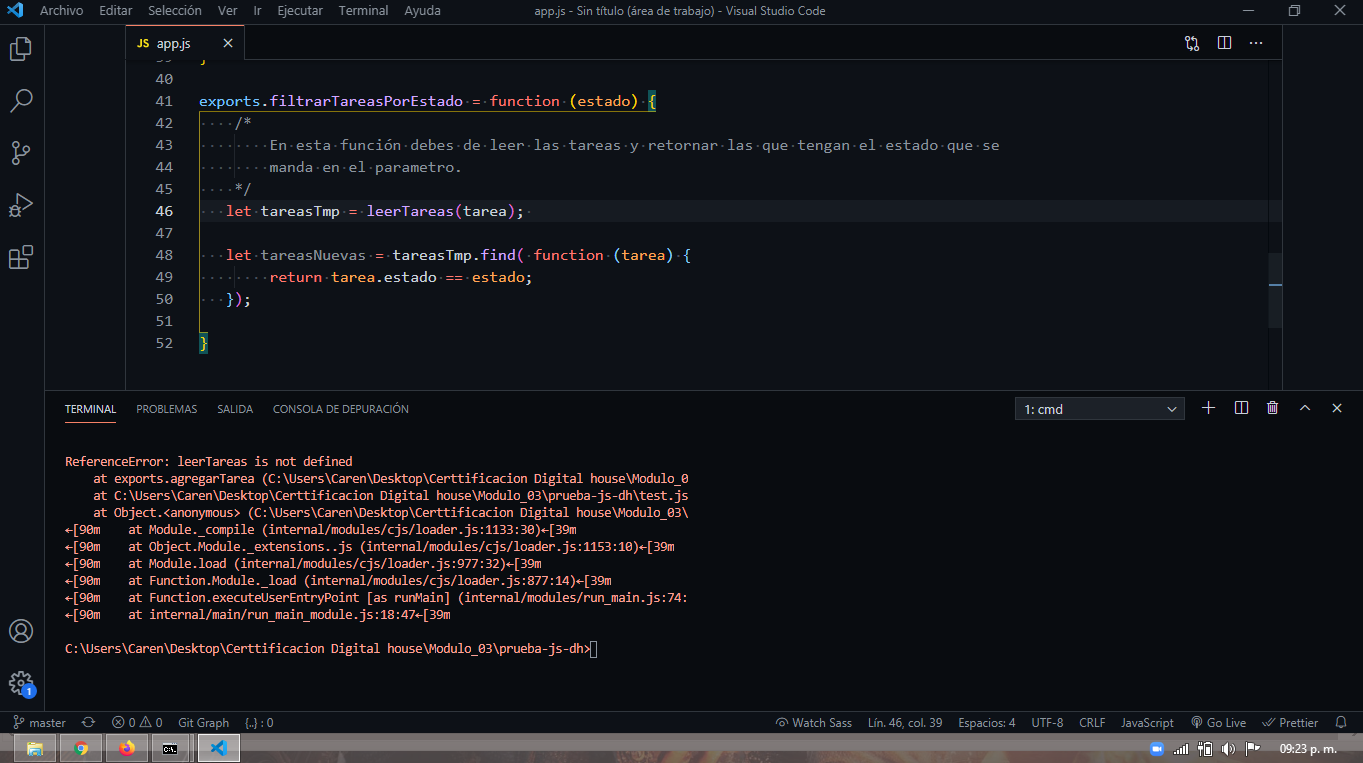 Archivo Editar Selección Ver Ir Ejecutar Terminal Ayuda
app.js - Sin título (área de trabajo) - Visual Studio Code
JS app.js
39 }
40
41 exports.filtrarTareasPorEstado = function (estado) {
42 /*
43 En esta función debes de leer las tareas y retornar las que tengan el estado que se
44 manda en el parametro.
45 */
46 let tareasTmp = leerTareas(tarea);
47
48 let tareasNuevas = tareasTmp.find( function (tarea) {
49 return tarea.estado == estado;
50 });
51
52 }
TERMINAL PROBLEMAS SALIDA CONSOLA DE DEPURACIÓN
1: cmd
ReferenceError: leerTareas is not defined
at exports.agregarTarea (C:\Users\Caren\Desktop\Certtificacion Digital house\Modulo_0
at C:\Users\Caren\Desktop\Certtificacion Digital house\Modulo_03\prueba-js-dh\test.js
at Object.<anonymous> (C:\Users\Caren\Desktop\Certtificacion Digital house\Modulo_03\
←[90m at Module._compile (internal/modules/cjs/loader.js:1133:30)←[39m
←[90m at Object.Module._extensions..js (internal/modules/cjs/loader.js:1153:10)←[39m
←[90m at Module.load (internal/modules/cjs/loader.js:977:32)←[39m
←[90m at Function.Module._load (internal/modules/cjs/loader.js:877:14)←[39m
←[90m at Function.executeUserEntryPoint [as runMain] (internal/modules/run_main.js:74:
←[90m at internal/main/run_main_module.js:18:47←[39m
C:\Users\Caren\Desktop\Certtificacion Digital house\Modulo_03\prueba-js-dh>
1
master 0 0 Git Graph {..} : 0 Watch Sass Lín. 46, col. 39 Espacios: 4 UTF-8 CRLF JavaScript Go Live Prettier
C:\.
09:23 p. m.